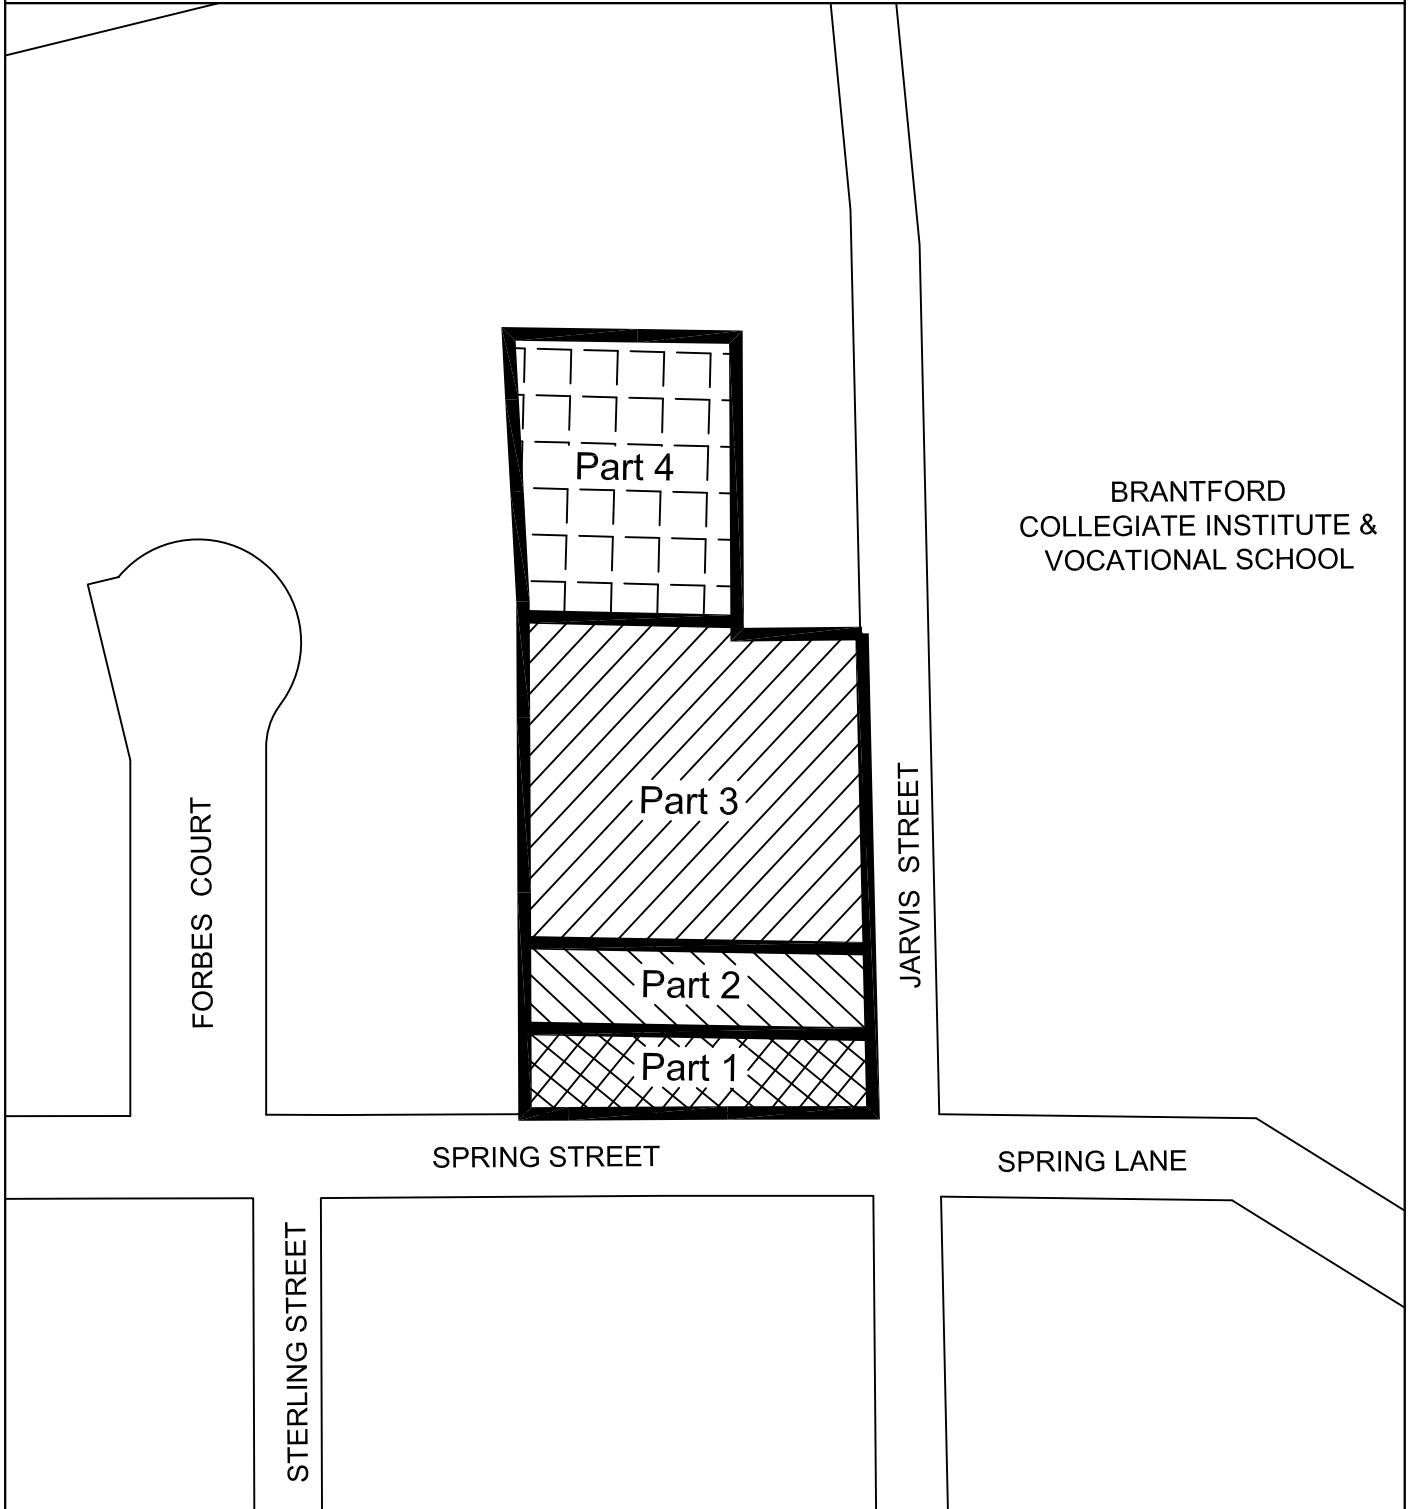 Part 4
BRANTFORD
COLLEGIATE INSTITUTE &
VOCATIONAL SCHOOL
Part 3
FORBES COURT
JARVIS STREET
Part 2
Part 1
SPRING STREET
SPRING LANE
STERLING STREET